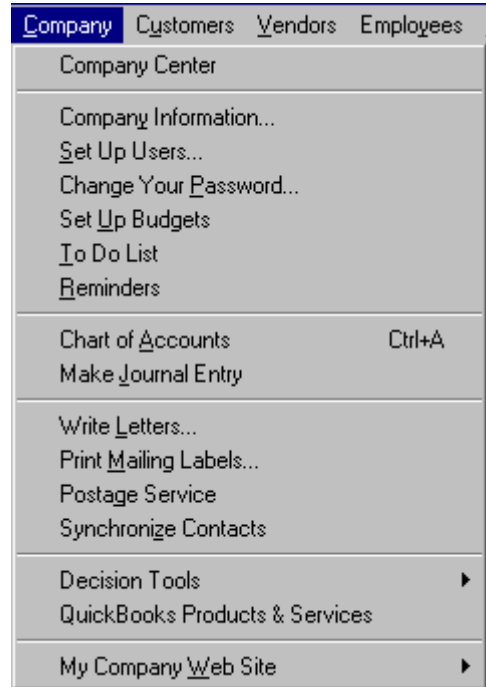 Company Customers Vendors Employees
Company Center
Company Information...
Set Up Users...
Change Your Password...
Set Up Budgets
To Do List
Reminders
Chart of Accounts Ctrl+A
Make Journal Entry
Write Letters...
Print Mailing Labels...
Postage Service
Synchronize Contacts
Decision Tools
QuickBooks Products & Services
My Company Web Site